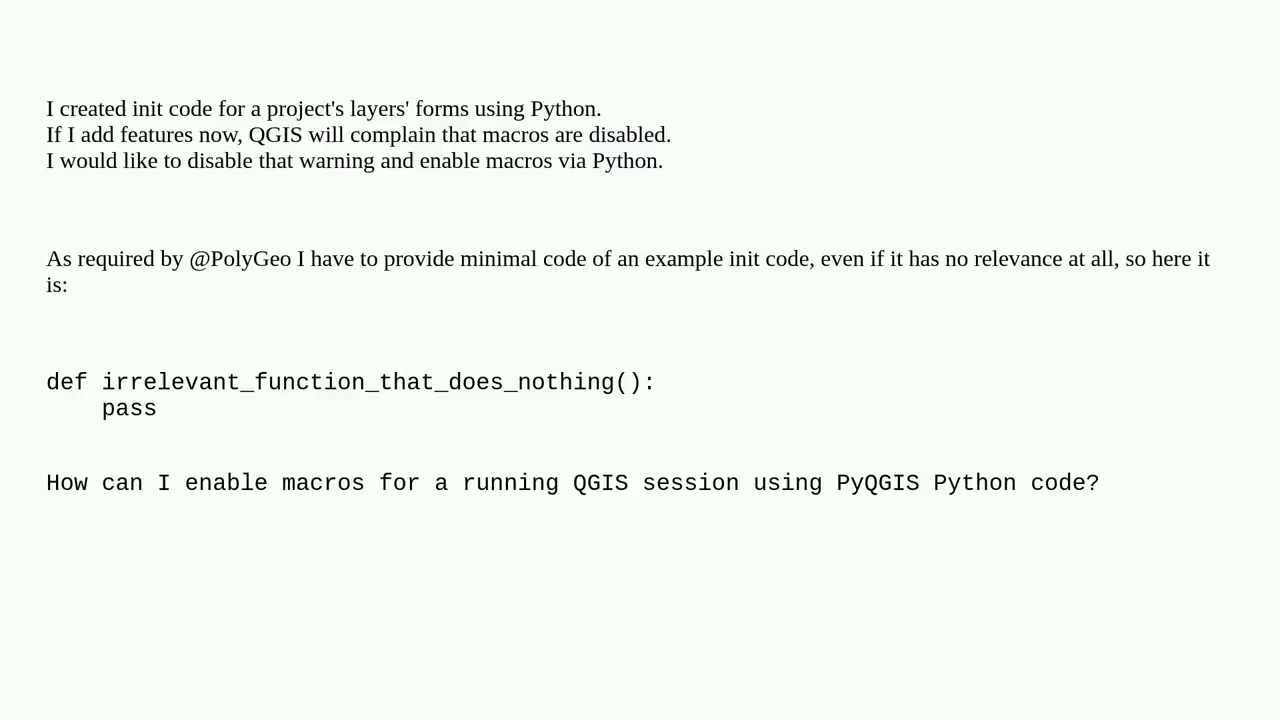 I created init code for a project's layers' forms using Python.
If I add features now, QGIS will complain that macros are disabled.
I would like to disable that warning and enable macros via Python.
As required by @PolyGeo I have to provide minimal code of an example init code, even if it has no relevance at all, so here it
is:
def irrelevant_function_that_does_nothing():
    pass
How can I enable macros for a running QGIS session using PyQGIS Python code?